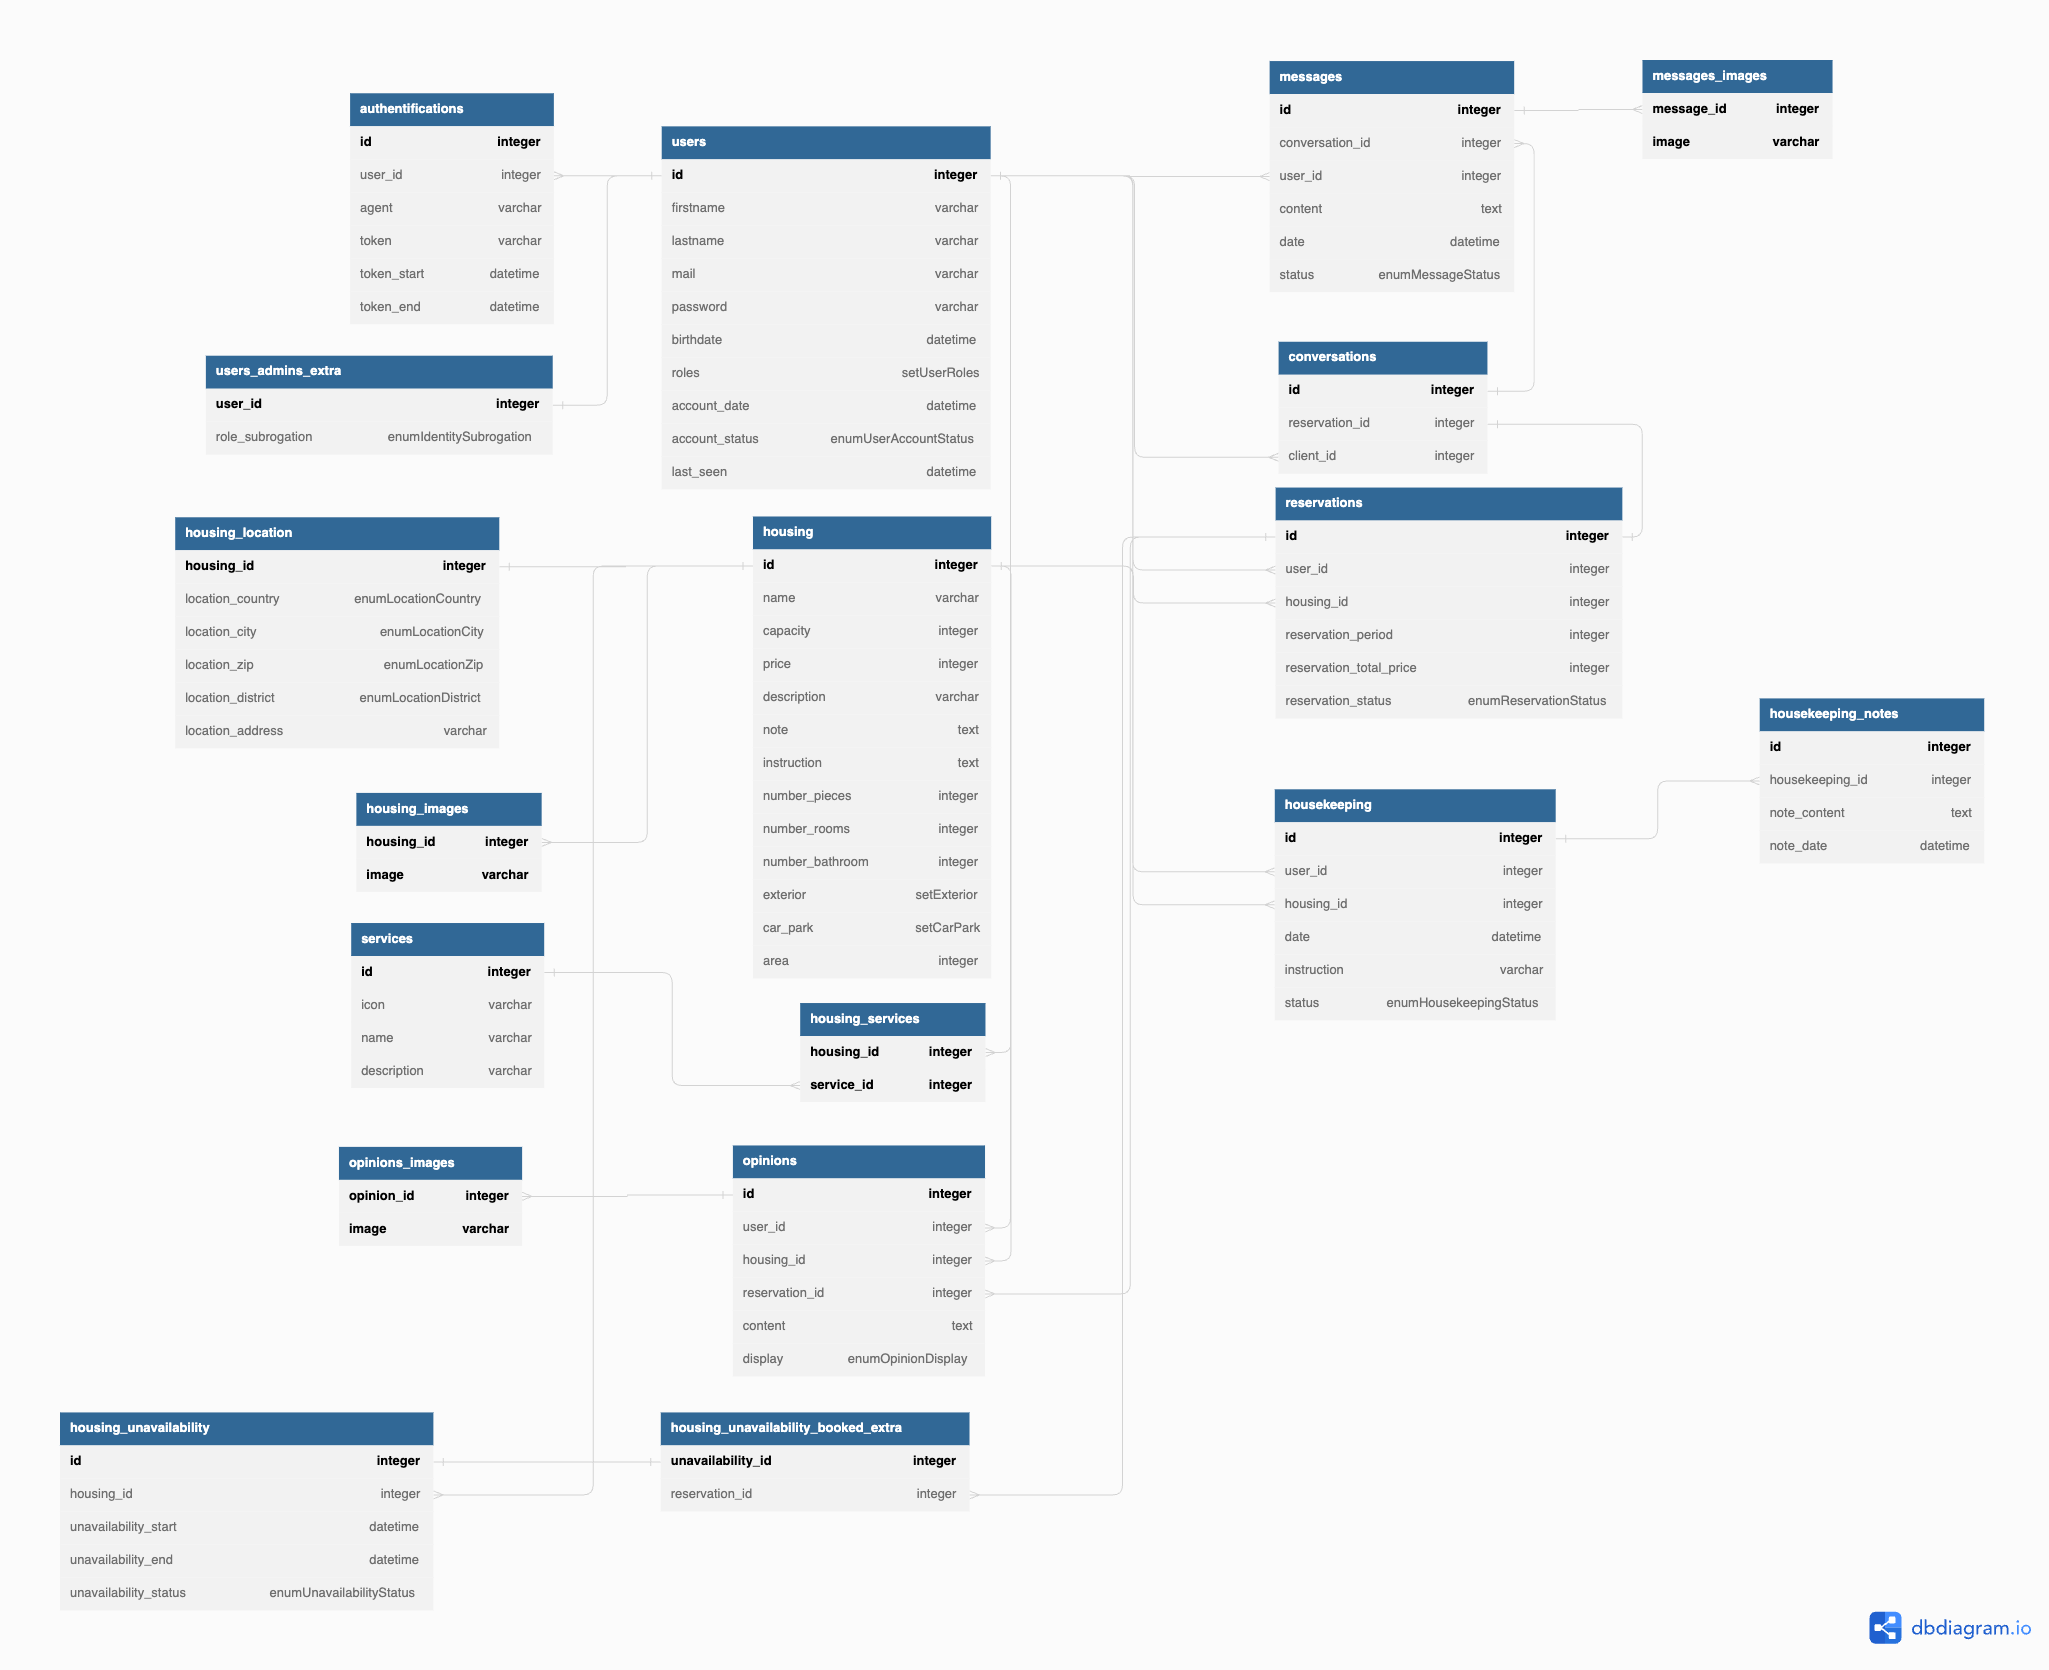 authentifications
id integer
user_id integer
agent varchar
token varchar
token_start datetime
token_end datetime
users_admins_extra
user_id integer
role_subrogation enumIdentitySubrogation
users
id integer
firstname varchar
lastname varchar
mail varchar
password varchar
birthdate datetime
roles setUserRoles
account_date datetime
account_status enumUserAccountStatus
last_seen datetime
messages
id integer
conversation_id integer
user_id integer
content text
date datetime
status enumMessageStatus
messages_images
message_id integer
image varchar
conversations
id integer
reservation_id integer
client_id integer
reservations
id integer
user_id integer
housing_id integer
reservation_period integer
reservation_total_price integer
reservation_status enumReservationStatus
housing_location
housing_id integer
location_country enumLocationCountry
location_city enumLocationCity
location_zip enumLocationZip
location_district enumLocationDistrict
location_address varchar
housing
id integer
name varchar
capacity integer
price integer
description varchar
note text
instruction text
number_pieces integer
number_rooms integer
number_bathroom integer
exterior setExterior
car_park setCarPark
area integer
housekeeping_notes
id integer
housekeeping_id integer
note_content text
note_date datetime
housekeeping
id integer
user_id integer
housing_id integer
date datetime
instruction varchar
status enumHousekeepingStatus
housing_images
housing_id integer
image varchar
services
id integer
icon varchar
name varchar
description varchar
housing_services
housing_id integer
service_id integer
opinions_images
opinion_id integer
image varchar
opinions
id integer
user_id integer
housing_id integer
reservation_id integer
content text
display enumOpinionDisplay
housing_unavailability
id integer
housing_id integer
unavailability_start datetime
unavailability_end datetime
unavailability_status enumUnavailabilityStatus
housing_unavailability_booked_extra
unavailability_id integer
reservation_id integer
dbdiagram.io